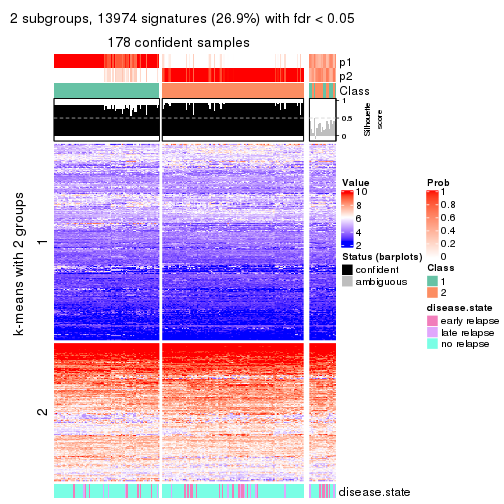 2 subgroups, 13974 signatures (26.9%) with fdr < 0.05
178 confident samples
p1
p2
Class
1
0.5
0
Silhouette
score
k-means with 2 groups
1
2
disease.state
Value
10
8
6
4
2
Status (barplots)
confident
ambiguous
Prob
1
0.8
0.6
0.4
0.2
0
Class
1
2
disease.state
early relapse
late relapse
no relapse